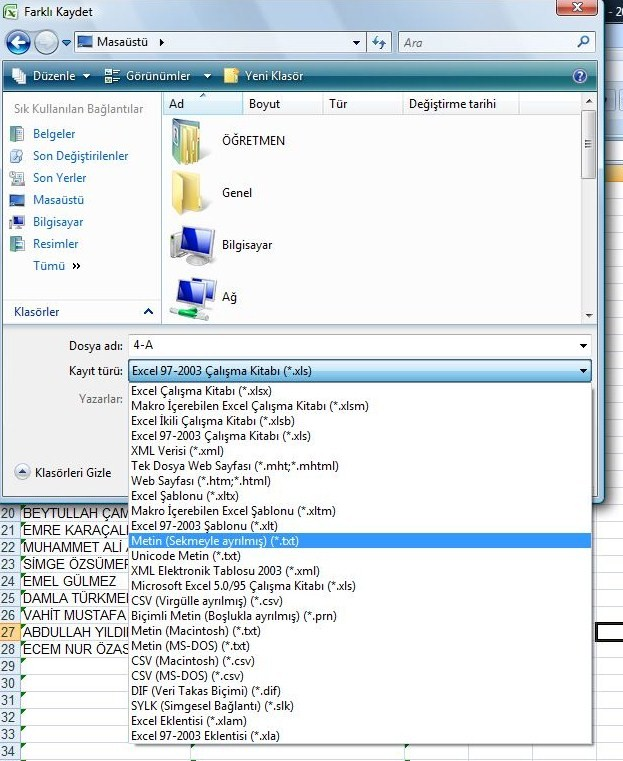 Farklı Kaydet
- 20
Masaüstü
Ara
Düzenle Görünümler Yeni Klasör
Sık Kullanılan Bağlantılar
Belgeler
Son Değiştirilenler
Son Yerler
Masaüstü
Bilgisayar
Resimler
Tümü »
Klasörler
Ad Boyut Tür Değiştirme tarihi
ÖĞRETMEN
Genel
Bilgisayar
Ağ
Dosya adı: 4-A
Kayıt türü: Excel 97-2003 Çalışma Kitabı (*.xls)
Yazarlar:
Klasörleri Gizle
Excel Çalışma Kitabı (*.xlsx)
Makro İçerebilen Excel Çalışma Kitabı (*.xlsm)
Excel İkili Çalışma Kitabı (*.xlsb)
Excel 97-2003 Çalışma Kitabı (*.xls)
XML Verisi (*.xml)
Tek Dosya Web Sayfası (*.mht;*.mhtml)
Web Sayfası (*.htm;*.html)
Excel Şablonu (*.xltx)
Makro İçerebilen Excel Şablonu (*.xltm)
Excel 97-2003 Şablonu (*.xlt)
Metin (Sekmeyle ayrılmış) (*.txt)
Unicode Metin (*.txt)
XML Elektronik Tablosu 2003 (*.xml)
Microsoft Excel 5.0/95 Çalışma Kitabı (*.xls)
CSV (Virgülle ayrılmış) (*.csv)
Biçimli Metin (Boşlukla ayrılmış) (*.prn)
Metin (Macintosh) (*.txt)
Metin (MS-DOS) (*.txt)
CSV (Macintosh) (*.csv)
CSV (MS-DOS) (*.csv)
DIF (Veri Takas Biçimi) (*.dif)
SYLK (Simgesel Bağlantı) (*.slk)
Excel Eklentisi (*.xlam)
Excel 97-2003 Eklentisi (*.xla)
20 BEYTULLAH ÇAM
21 EMRE KARAÇAL
22 MUHAMMET ALİ
23 SİMGE ÖZSÜMER
24 EMEL GÜLMEZ
25 DAMLA TÜRKME
26 VAHİT MUSTAFA
27 ABDULLAH YILDI
28 ECEM NUR ÖZAS
29
30
31
32
33
34